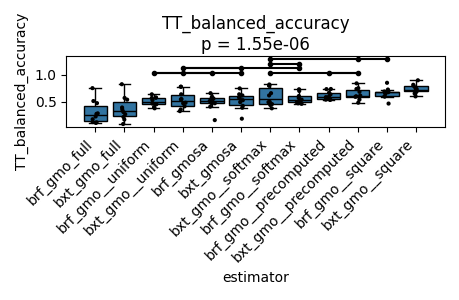 TT_balanced_accuracy
p = 1.55e-06
TT_balanced_accuracy
1.0
0.5
brf_gmo_full
bxt_gmo_full
brf_gmo__uniform
bxt_gmo__uniform
brf_gmosa
bxt_gmosa
bxt_gmo__softmax
brf_gmo__softmax
brf_gmo__precomputed
bxt_gmo__precomputed
brf_gmo__square
bxt_gmo__square
estimator